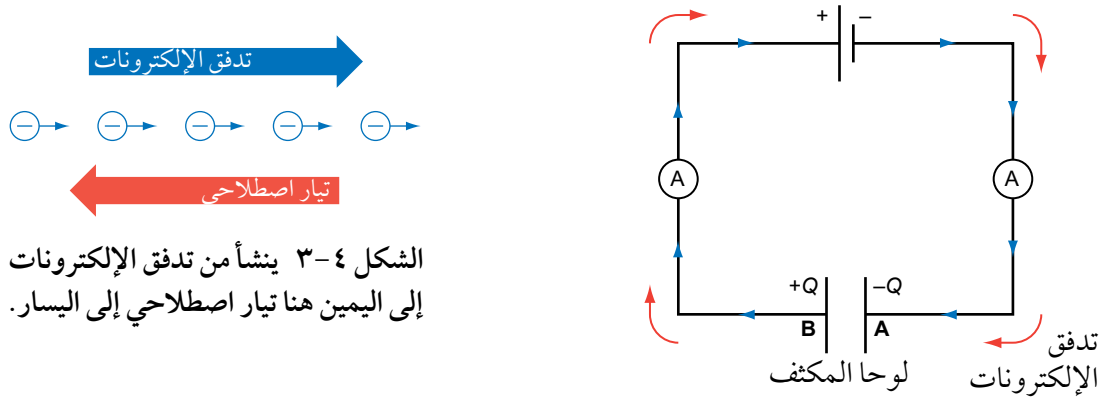 تدفق الإلكترونات
− − − − −
تيار اصطلاحي
الشكل ٤-٣ ينشأ من تدفق الإلكترونات
إلى اليمين هنا تيار اصطلاحي إلى اليسار.
+ −
A A
+Q −Q
B A
لوحا المكثف
تدفق
الإلكترونات